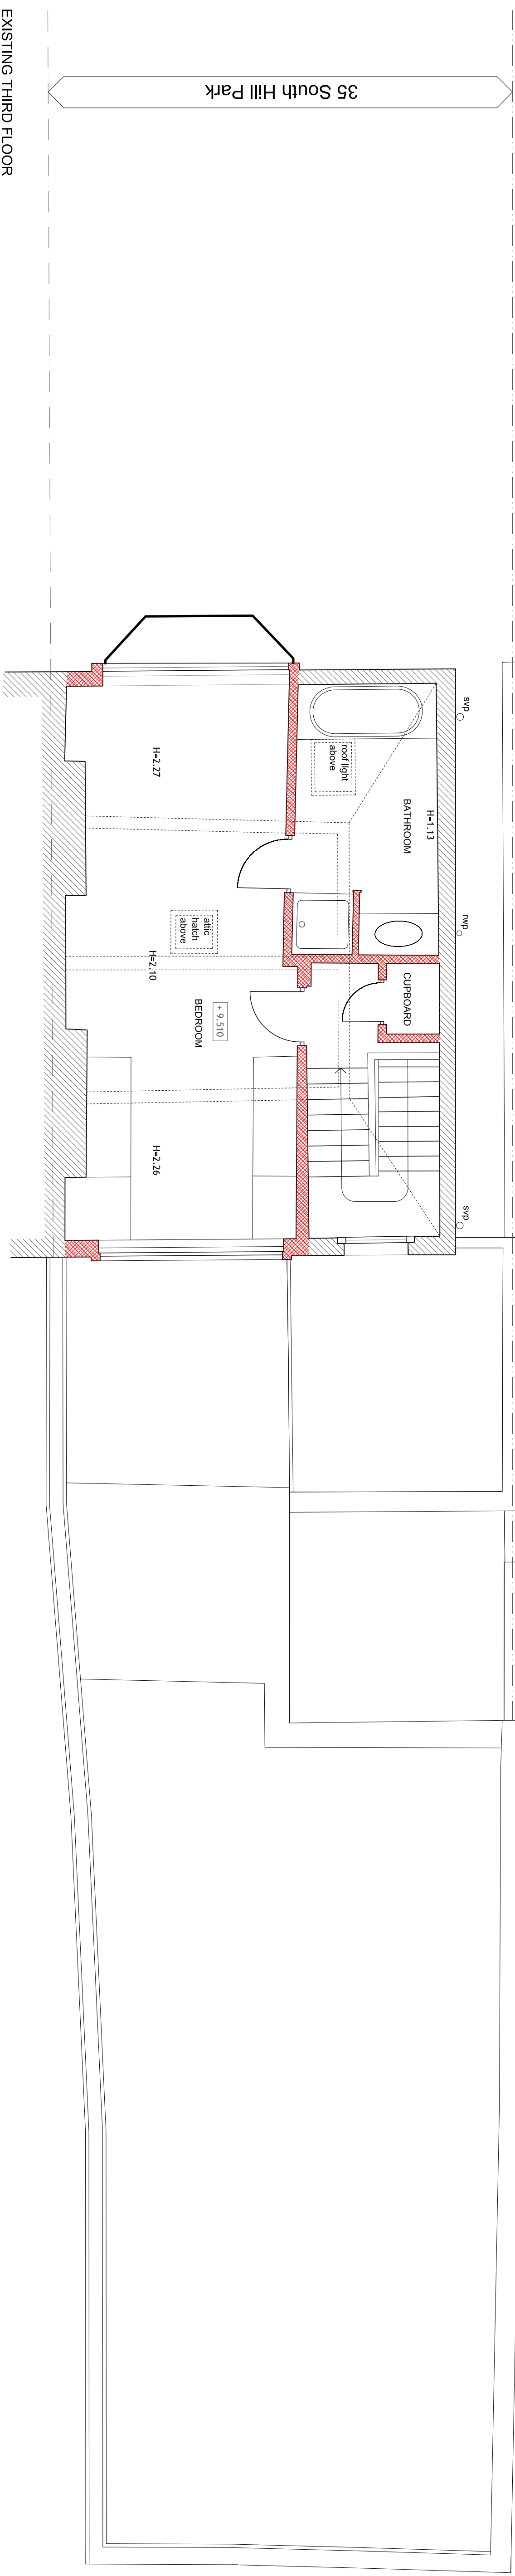 EXISTING THIRD FLOOR
35 South Hill Park
svp
roof light
above
H=1.13
BATHROOM
H=2.27
rwp
attic
hatch
above
H=2.10
CUPBOARD
+ 9.510
BEDROOM
H=2.26
svp